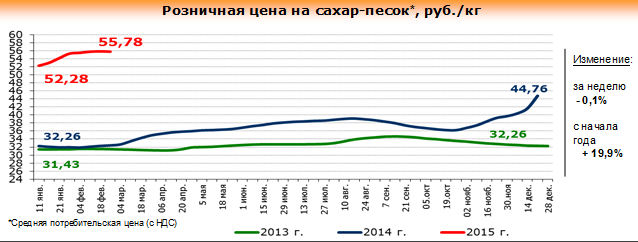 Розничная цена на сахар-песок*, руб./кг
60
58
56
54
52
50
48
46
44
42
40
38
36
34
32
30
28
26
24
55,78
52,28
44,76
32,26
32,26
31,43
11 янв.
21 янв.
04 фев.
18 фев.
04 мар.
18 мар.
06 апр.
20 апр.
5 мая
18 мая
1 июн.
15 июн.
29 июн.
13 июл.
27 июл.
10 авг.
24 авг.
7 сен.
21 сен.
05.окт
19.окт
02 нояб.
16 нояб.
30 ноя
14 дек.
28 дек.
Изменение:
за неделю
- 0,1%
с начала
года
+ 19,9%
*Средняя потребительская цена (с НДС)
2013 г.
2014 г.
2015 г.